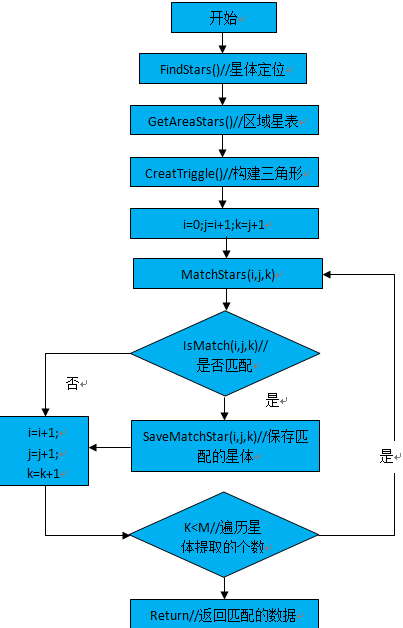 开始
FindStars()//星体定位
GetAreaStars()//区域星表
CreatTriggle()//构建三角形
i=0;j=i+1;k=j+1
MatchStars(i,j,k)
IsMatch(i,j,k)//
是否匹配
否
是
i=i+1;
j=j+1;
k=k+1
SaveMatchStar(i,j,k)//保存匹
配的星体
是
K<M//遍历星
体提取的个数
Return//返回匹配的数据